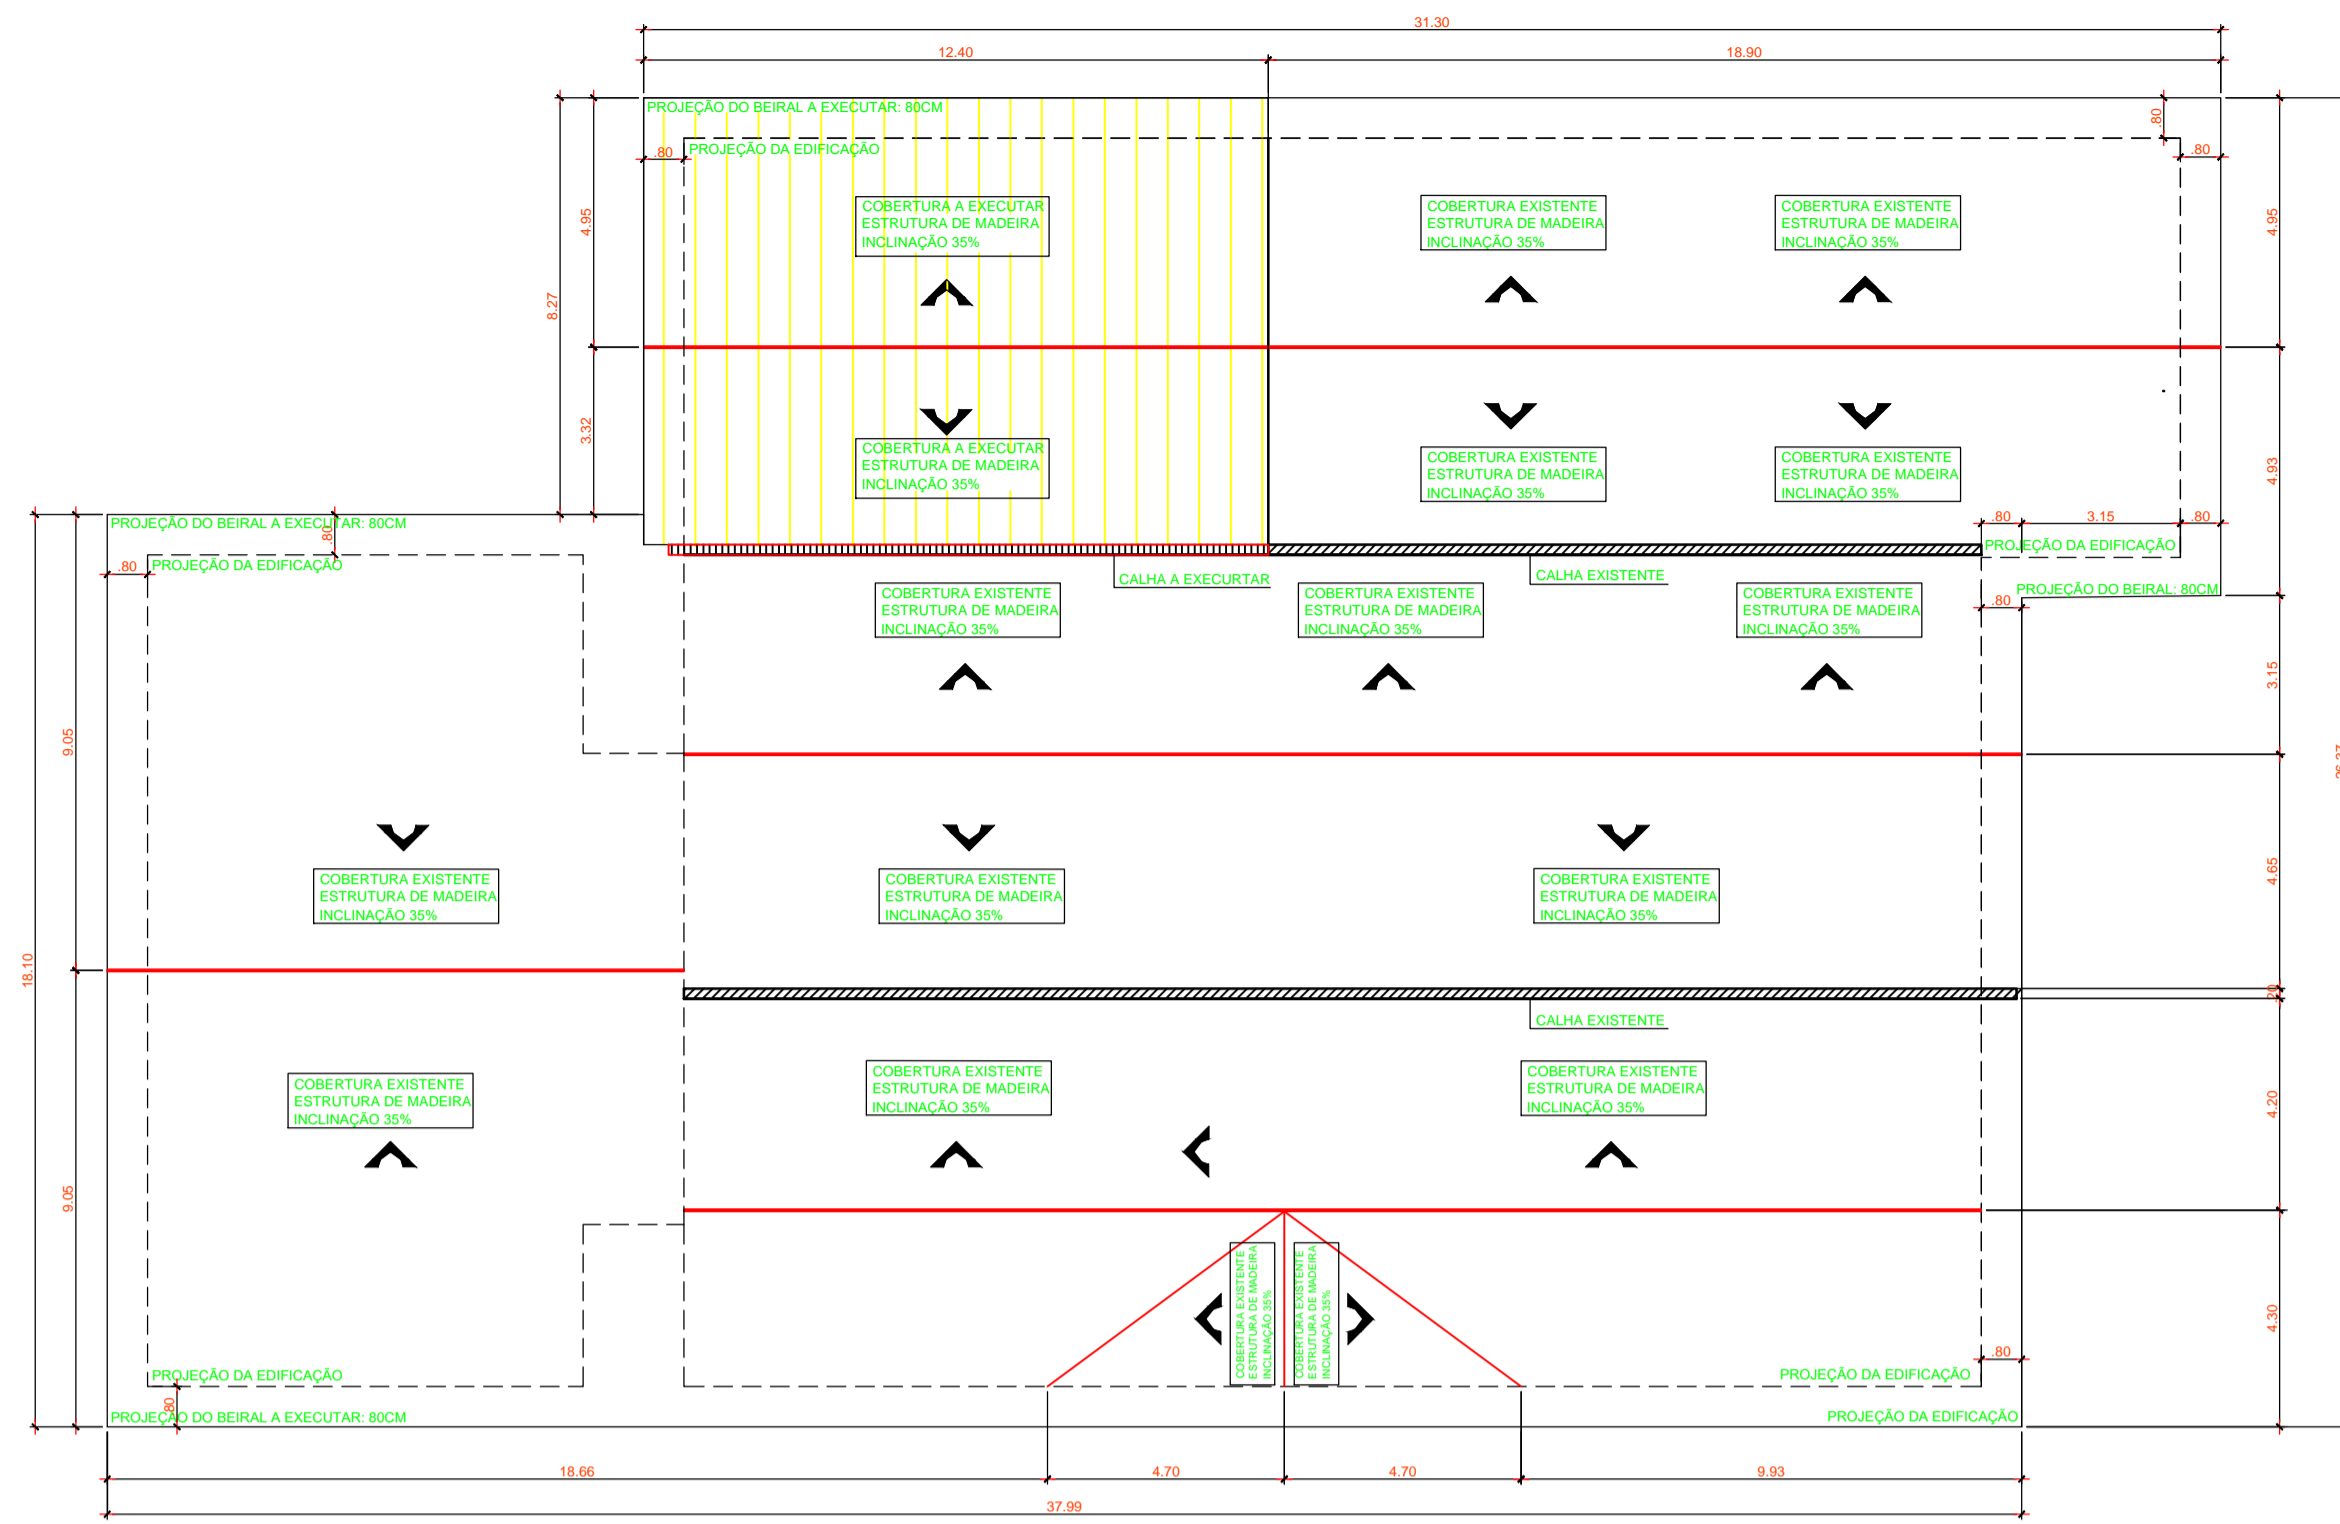 31.30
12.40
18.90
PROJEÇÃO DO BEIRAL A EXECUTAR: 80CM
.80
.80
PROJEÇÃO DA EDIFICAÇÃO
.80
COBERTURA A EXECUTAR
ESTRUTURA DE MADEIRA
INCLINAÇÃO 35%
COBERTURA EXISTENTE
ESTRUTURA DE MADEIRA
INCLINAÇÃO 35%
COBERTURA EXISTENTE
ESTRUTURA DE MADEIRA
INCLINAÇÃO 35%
4.95
4.95
8.27
3.32
COBERTURA A EXECUTAR
ESTRUTURA DE MADEIRA
INCLINAÇÃO 35%
COBERTURA EXISTENTE
ESTRUTURA DE MADEIRA
INCLINAÇÃO 35%
COBERTURA EXISTENTE
ESTRUTURA DE MADEIRA
INCLINAÇÃO 35%
4.93
.80
3.15
.80
PROJEÇÃO DO BEIRAL A EXECUTAR: 80CM
.80
PROJEÇÃO DA EDIFICAÇÃO
.80
PROJEÇÃO DA EDIFICAÇÃO
CALHA A EXECURTAR
CALHA EXISTENTE
PROJEÇÃO DO BEIRAL: 80CM
.80
COBERTURA EXISTENTE
ESTRUTURA DE MADEIRA
INCLINAÇÃO 35%
COBERTURA EXISTENTE
ESTRUTURA DE MADEIRA
INCLINAÇÃO 35%
COBERTURA EXISTENTE
ESTRUTURA DE MADEIRA
INCLINAÇÃO 35%
3.15
9.05
COBERTURA EXISTENTE
ESTRUTURA DE MADEIRA
INCLINAÇÃO 35%
COBERTURA EXISTENTE
ESTRUTURA DE MADEIRA
INCLINAÇÃO 35%
COBERTURA EXISTENTE
ESTRUTURA DE MADEIRA
INCLINAÇÃO 35%
4.65
18.10
.20
CALHA EXISTENTE
COBERTURA EXISTENTE
ESTRUTURA DE MADEIRA
INCLINAÇÃO 35%
COBERTURA EXISTENTE
ESTRUTURA DE MADEIRA
INCLINAÇÃO 35%
COBERTURA EXISTENTE
ESTRUTURA DE MADEIRA
INCLINAÇÃO 35%
4.20
9.05
COBERTURA EXISTENTE
ESTRUTURA DE MADEIRA
INCLINAÇÃO 35%
COBERTURA EXISTENTE
ESTRUTURA DE MADEIRA
INCLINAÇÃO 35%
4.30
.80
PROJEÇÃO DA EDIFICAÇÃO
PROJEÇÃO DA EDIFICAÇÃO
.80
PROJEÇÃO DO BEIRAL A EXECUTAR: 80CM
PROJEÇÃO DA EDIFICAÇÃO
18.66
4.70
4.70
9.93
37.99